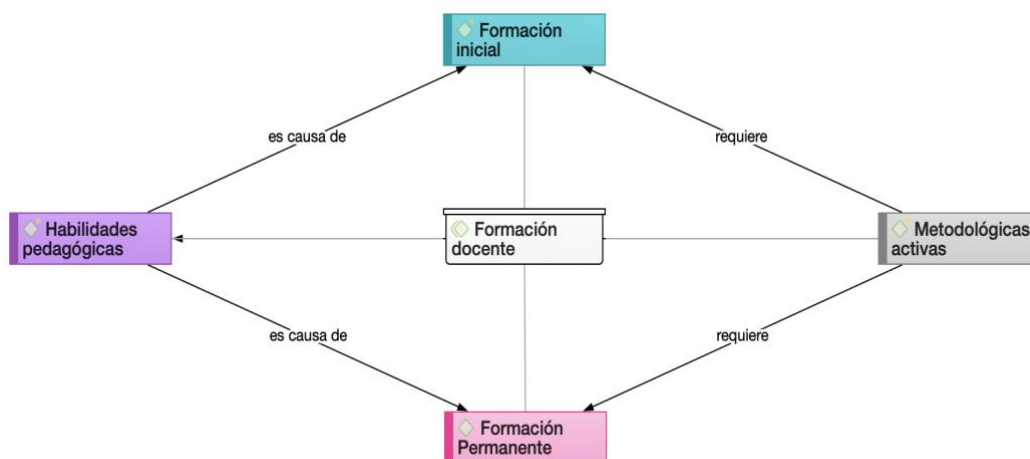 Formación
inicial
es causa de
requiere
Habilidades
pedagógicas
Formación
docente
Metodológicas
activas
es causa de
requiere
Formación
Permanente